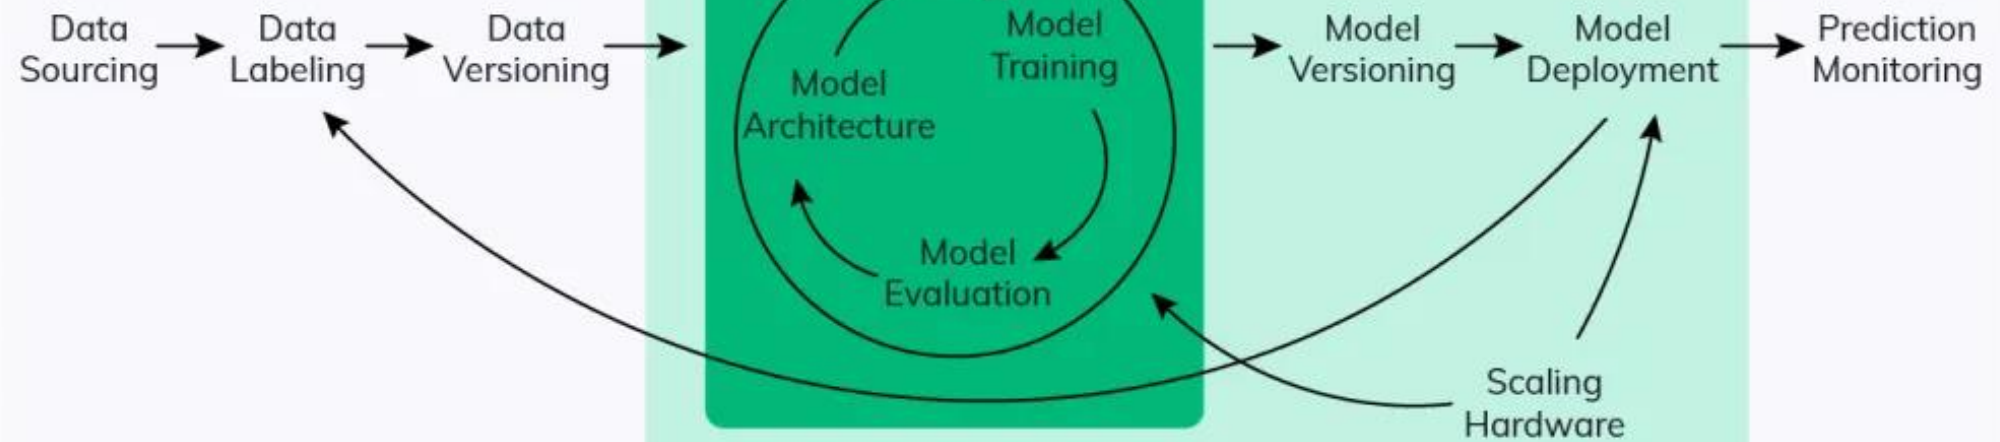 Data
Sourcing
Data
Labeling
Data
Versioning
Model
Architecture
Model
Training
Model
Evaluation
Model
Versioning
Model
Deployment
Prediction
Monitoring
Scaling
Hardware